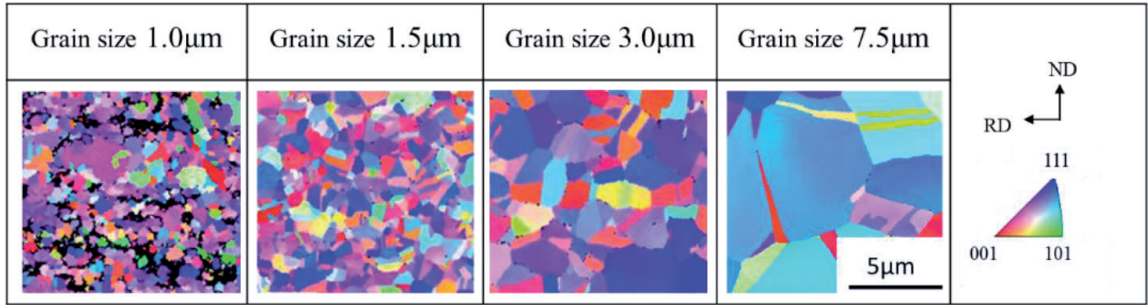 Grain size 1.0μm
Grain size 1.5μm
Grain size 3.0μm
Grain size 7.5μm
ND
RD
111
001
101
5μm